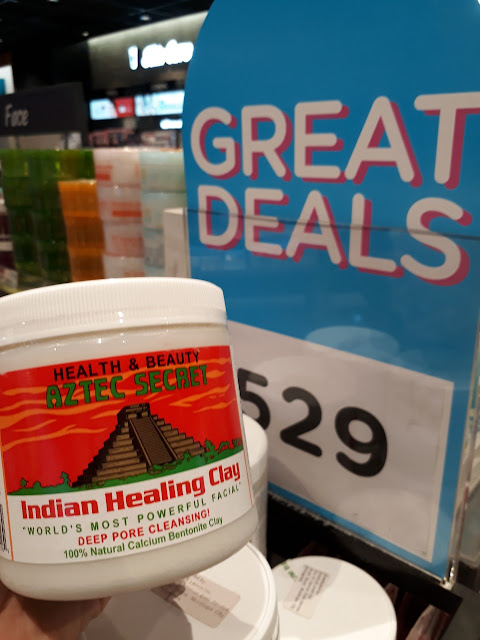 Face
GREAT
DEALS
529
HEALTH & BEAUTY
AZTEC SECRET
Indian Healing Clay
"WORLD'S MOST POWERFUL FACIAL"
DEEP PORE CLEANSING!
100% Natural Calcium Bentonite Clay